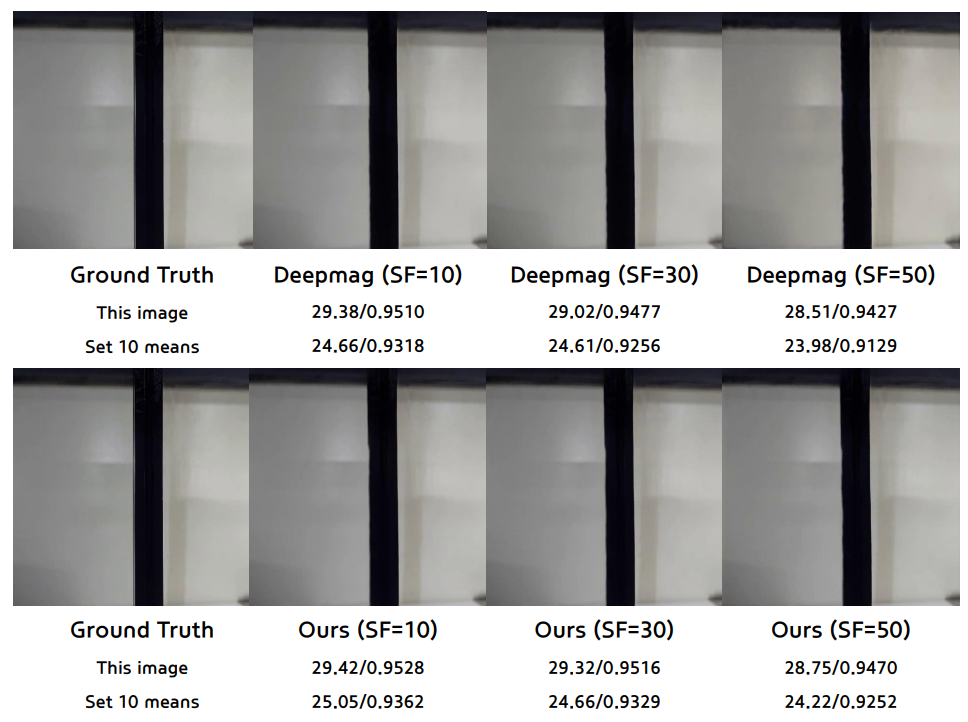 Ground Truth Deepmag (SF=10) Deepmag (SF=30) Deepmag (SF=50)
This image 29.38/0.9510 29.02/0.9477 28.51/0.9427
Set 10 means 24.66/0.9318 24.61/0.9256 23.98/0.9129
Ground Truth Ours (SF=10) Ours (SF=30) Ours (SF=50)
This image 29.42/0.9528 29.32/0.9516 28.75/0.9470
Set 10 means 25.05/0.9362 24.66/0.9329 24.22/0.9252